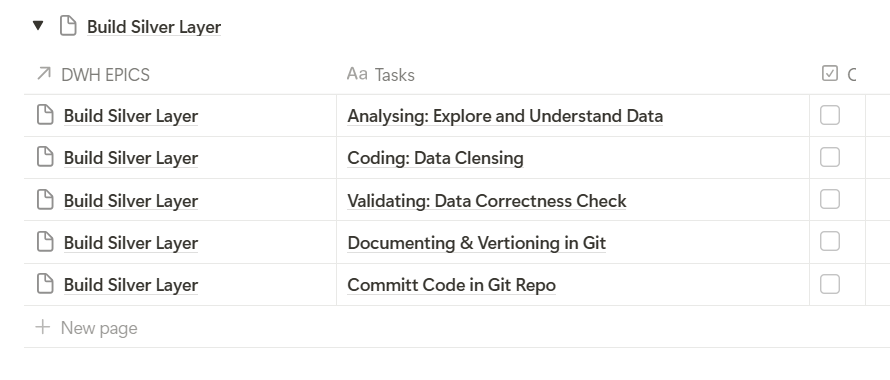 Build Silver Layer
DWH EPICS Aa Tasks C
Build Silver Layer Analysing: Explore and Understand Data
Build Silver Layer Coding: Data Clensing
Build Silver Layer Validating: Data Correctness Check
Build Silver Layer Documenting & Vertioning in Git
Build Silver Layer Committ Code in Git Repo
New page